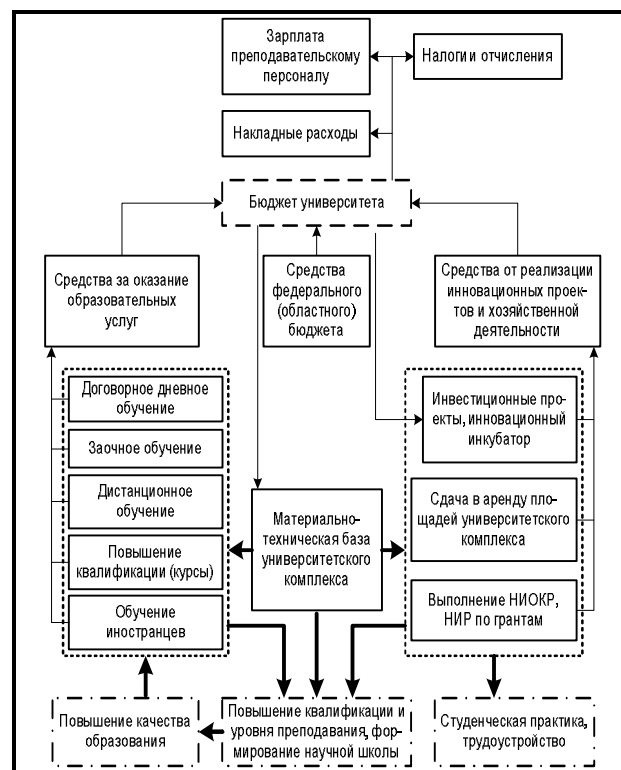 Зарплата
преподавательскому
персоналу
Налоги и отчисления
Накладные расходы
Бюджет университета
Средства за оказание
образовательных
услуг
Средства
федерального
(областного)
бюджета
Средства от реализации
инновационных проек-
тов и хозяйственной
деятельности
Договорное дневное
обучение
Заочное обучение
Дистанционное
обучение
Повышение
квалификации (курсы)
Обучение
иностранцев
Материально-
техническая база
университетского
комплекса
Инвестиционные про-
екты, инновационный
инкубатор
Сдача в аренду пло-
щадей университетского
комплекса
Выполнение НИОКР,
НИР по грантам
Повышение качества
образования
Повышение квалификации и
уровня преподавания, фор-
мирование научной школы
Студенческая практика,
трудоустройство